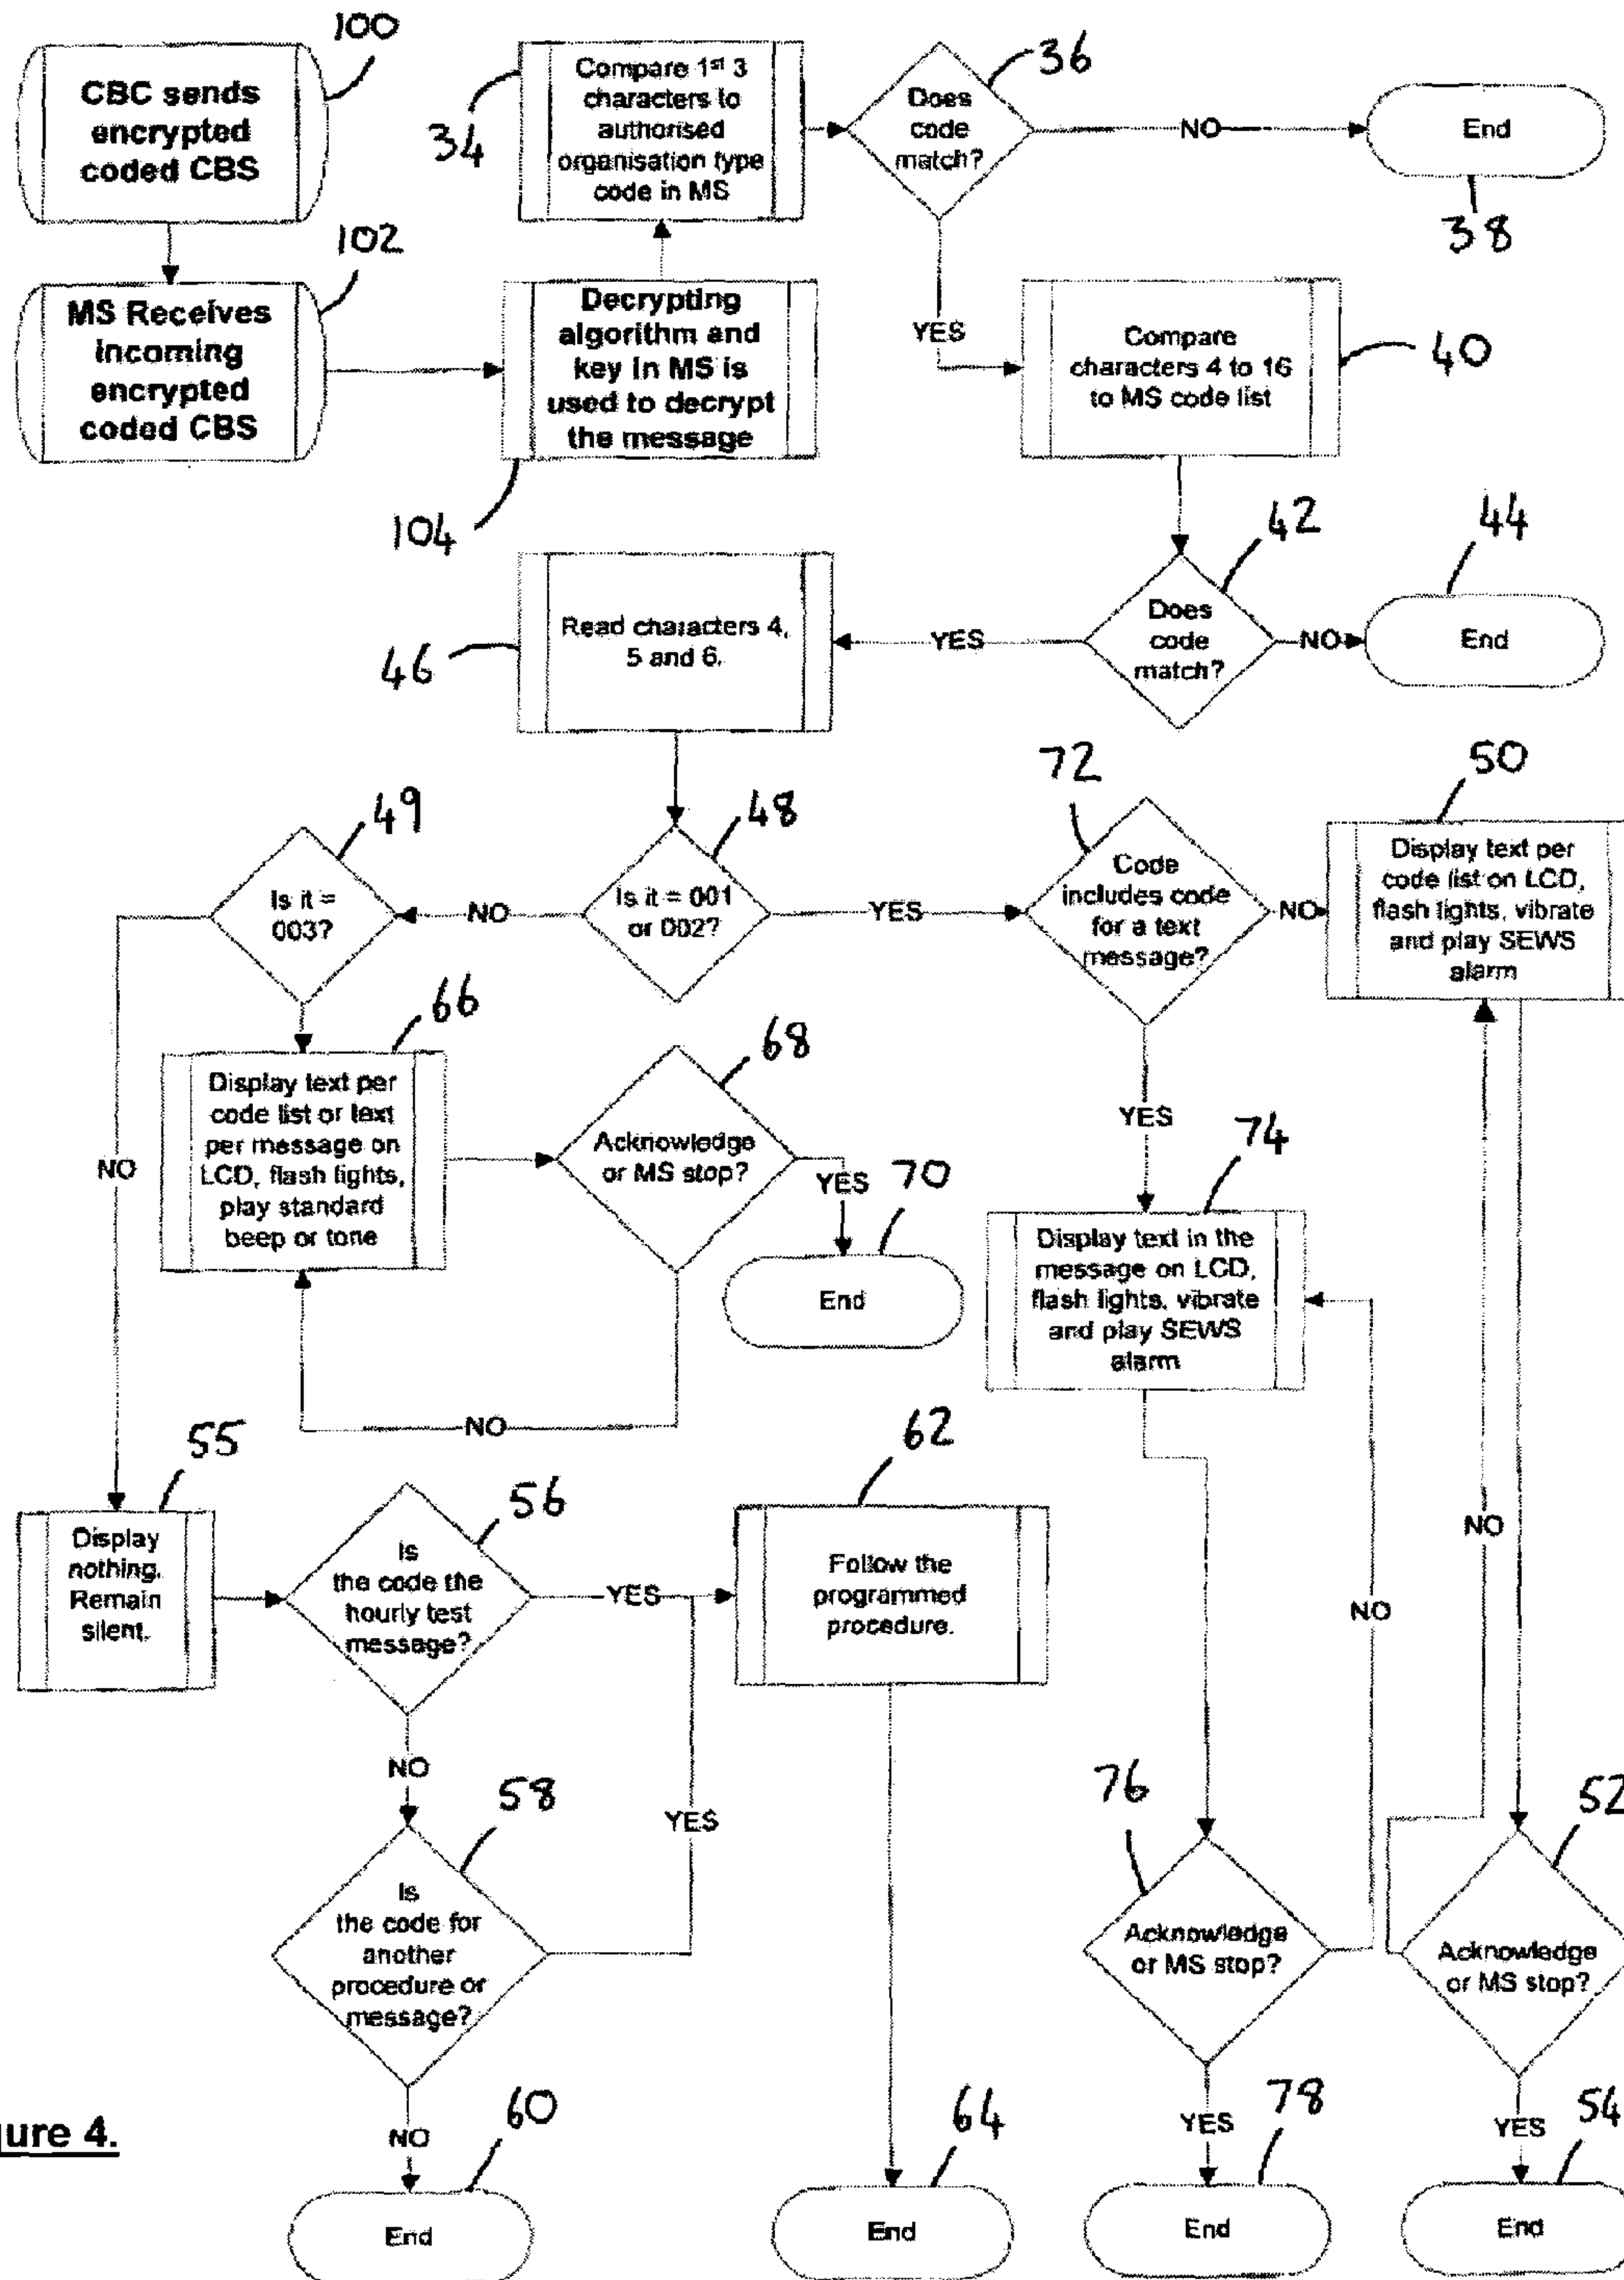 100
CBC sends
encrypted
coded CBS
34
Compare 1st 3
characters to
authorised
organisation type
code in MS
36
Does
code
match?
NO
End
38
102
MS Receives
incoming
encrypted
coded CBS
Decrypting
algorithm and
key in MS is
used to decrypt
the message
104
YES
Compare
characters 4 to 16
to MS code list
40
42
Does
code
match?
NO
44
End
YES
46
Read characters 4,
5 and 6.
48
Is it = 001
or 002?
NO
YES
49
Is it =
003?
72
Code
includes code
for a text
message?
NO
50
Display text per
code list on LCD,
flash lights, vibrate
and play SEWS
alarm
66
Display text per
code list or text
per message on
LCD, flash lights,
play standard
beep or tone
68
Acknowledge
or MS stop?
YES
70
End
NO
NO
YES
74
Display text in the
message on LCD,
flash lights, vibrate
and play SEWS
alarm
55
Display
nothing.
Remain
silent.
56
Is
the code the
hourly test
message?
YES
62
Follow the
programmed
procedure.
NO
NO
NO
58
Is
the code for
another
procedure or
message?
YES
76
Acknowledge
or MS stop?
52
Acknowledge
or MS stop?
NO
60
End
64
End
YES
78
End
YES
54
End
ure 4.